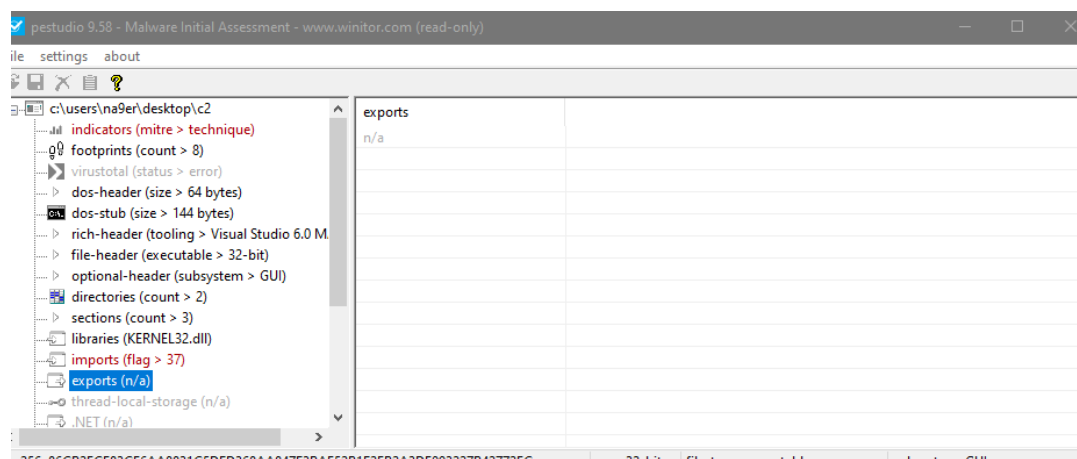 pestudio 9.58 - Malware Initial Assessment - www.winitor.com (read-only)
ile settings about
c:\users\na9er\desktop\c2
indicators (mitre > technique)
footprints (count > 8)
virustotal (status > error)
dos-header (size > 64 bytes)
dos-stub (size > 144 bytes)
rich-header (tooling > Visual Studio 6.0 M.
file-header (executable > 32-bit)
optional-header (subsystem > GUI)
directories (count > 2)
sections (count > 3)
libraries (KERNEL32.dll)
imports (flag > 37)
exports (n/a)
thread-local-storage (n/a)
.NET (n/a)
exports
n/a